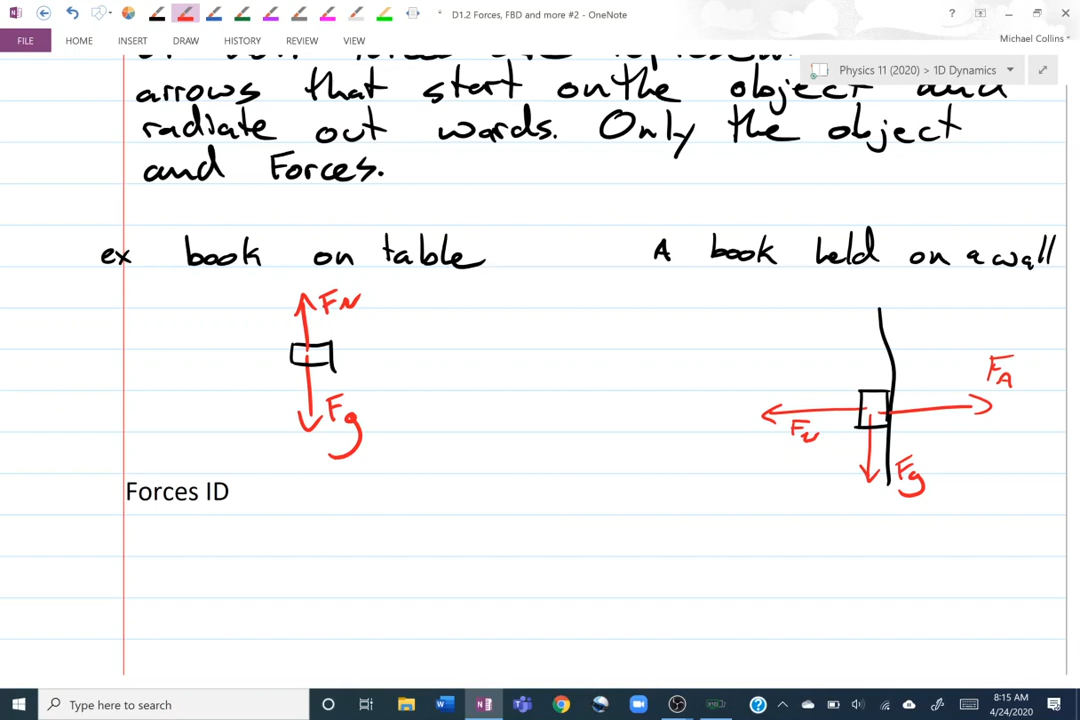 D1.2 Forces, FBD and more #2 - OneNote
FILE
HOME
INSERT
DRAW
HISTORY
REVIEW
VIEW
Michael Collins
Physics 11 (2020) > 1D Dynamics
arrows that start on the object and
radiate out words. Only the object
and Forces.
ex book on table
A book held on a wall
FN
Fg
FA
FN
Fg
Forces ID
Type here to search
8:15 AM
4/24/2020